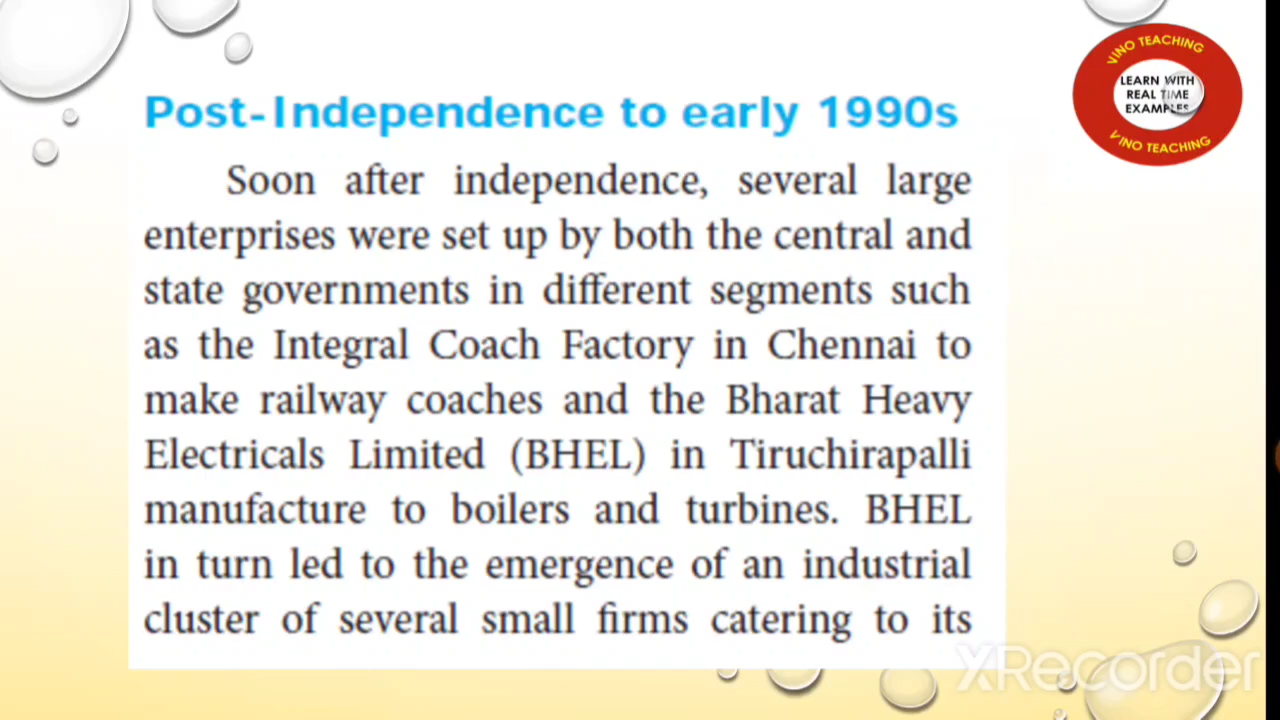 VINO TEACHING
LEARN WITH
REAL TIME
EXAMPLES
VINO TEACHING
Post-Independence to early 1990s
Soon after independence, several large
enterprises were set up by both the central and
state governments in different segments such
as the Integral Coach Factory in Chennai to
make railway coaches and the Bharat Heavy
Electricals Limited (BHEL) in Tiruchirapalli
manufacture to boilers and turbines. BHEL
in turn led to the emergence of an industrial
cluster of several small firms catering to its
XRecorder